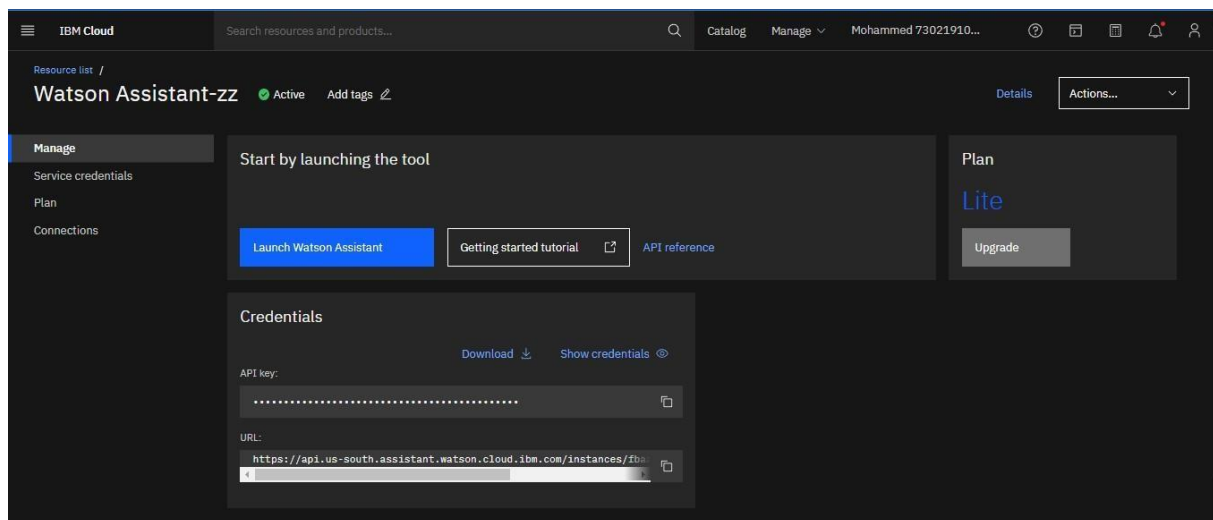 IBM Cloud Search resources and products... Catalog Manage Mohammed 73021910...
Resource list /
Watson Assistant-zz Active Add tags Details Actions...
Manage
Service credentials
Plan
Connections
Start by launching the tool
Launch Watson Assistant Getting started tutorial API reference
Plan
Lite
Upgrade
Credentials
Download Show credentials
API key:
............................................
URL:
https://api.us-south.assistant.watson.cloud.ibm.com/instances/fba